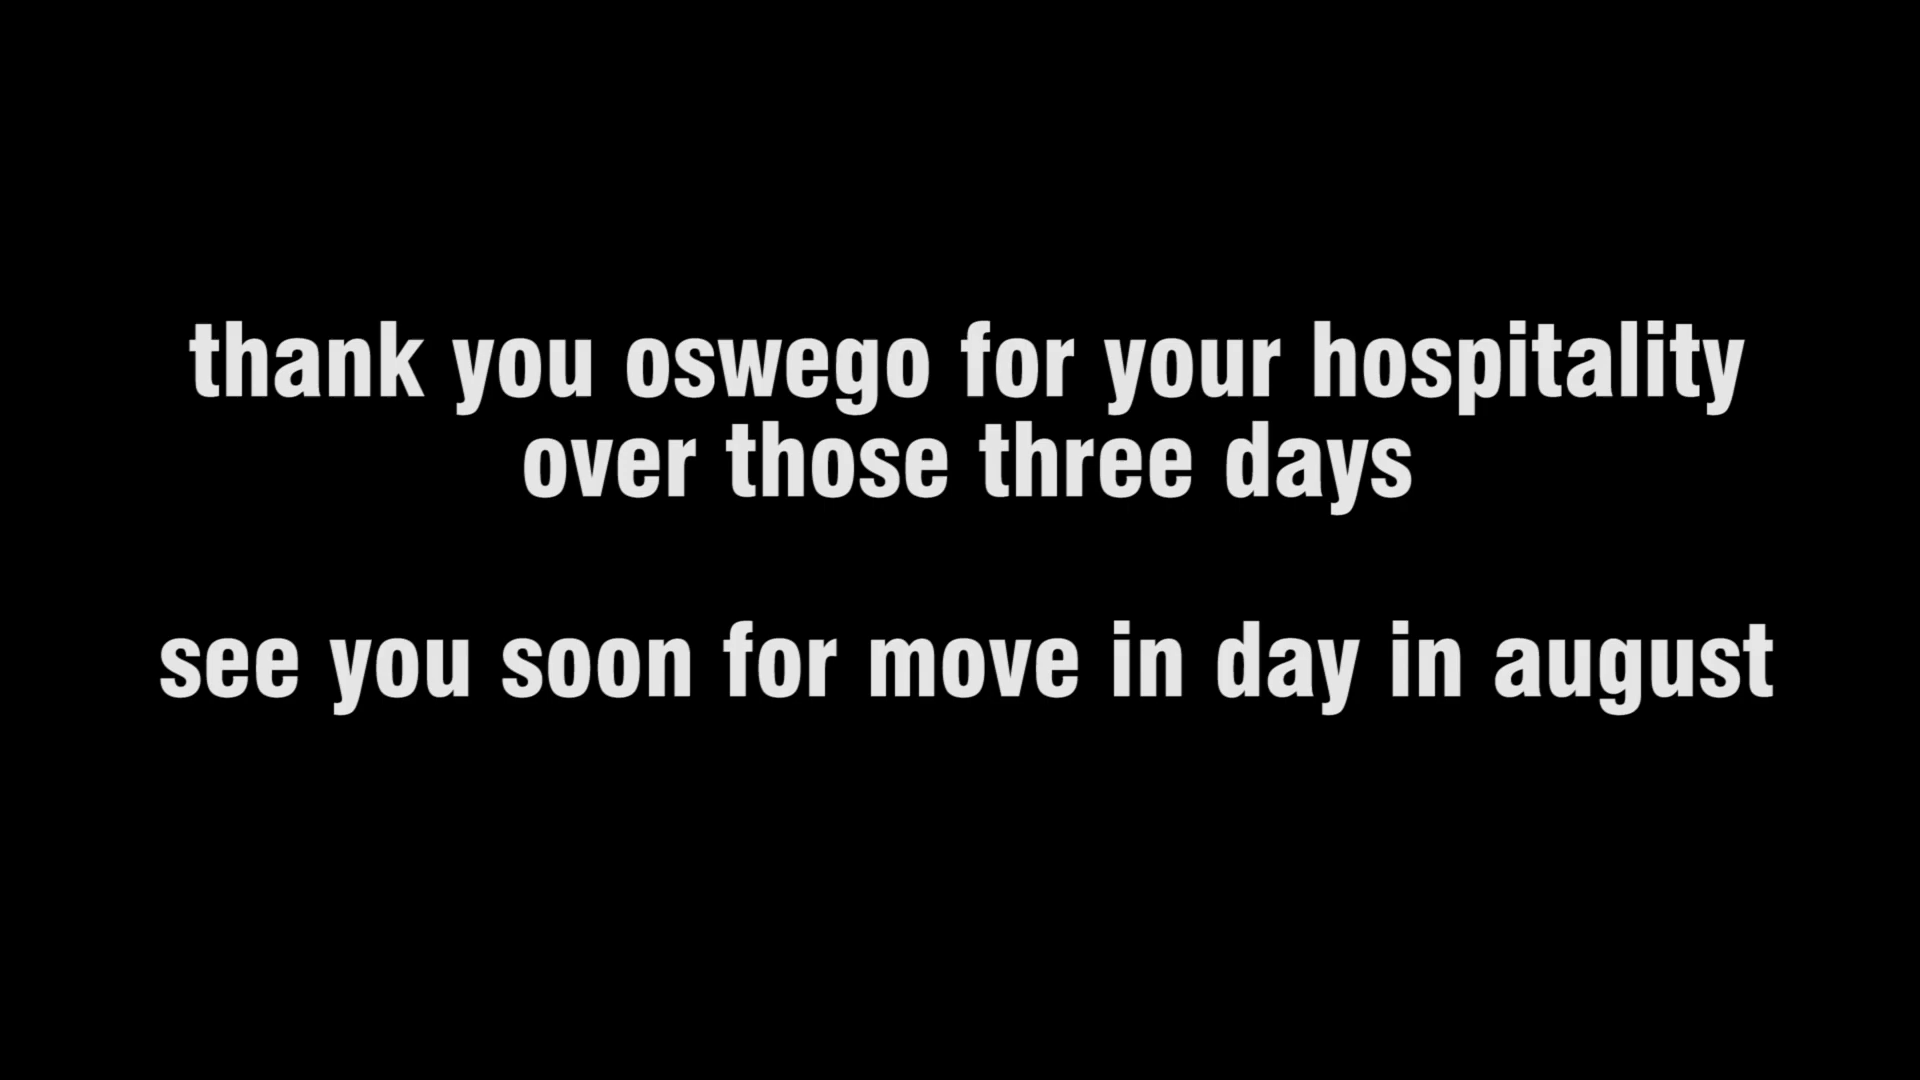 thank you oswego for your hospitality
over those three days
see you soon for move in day in august